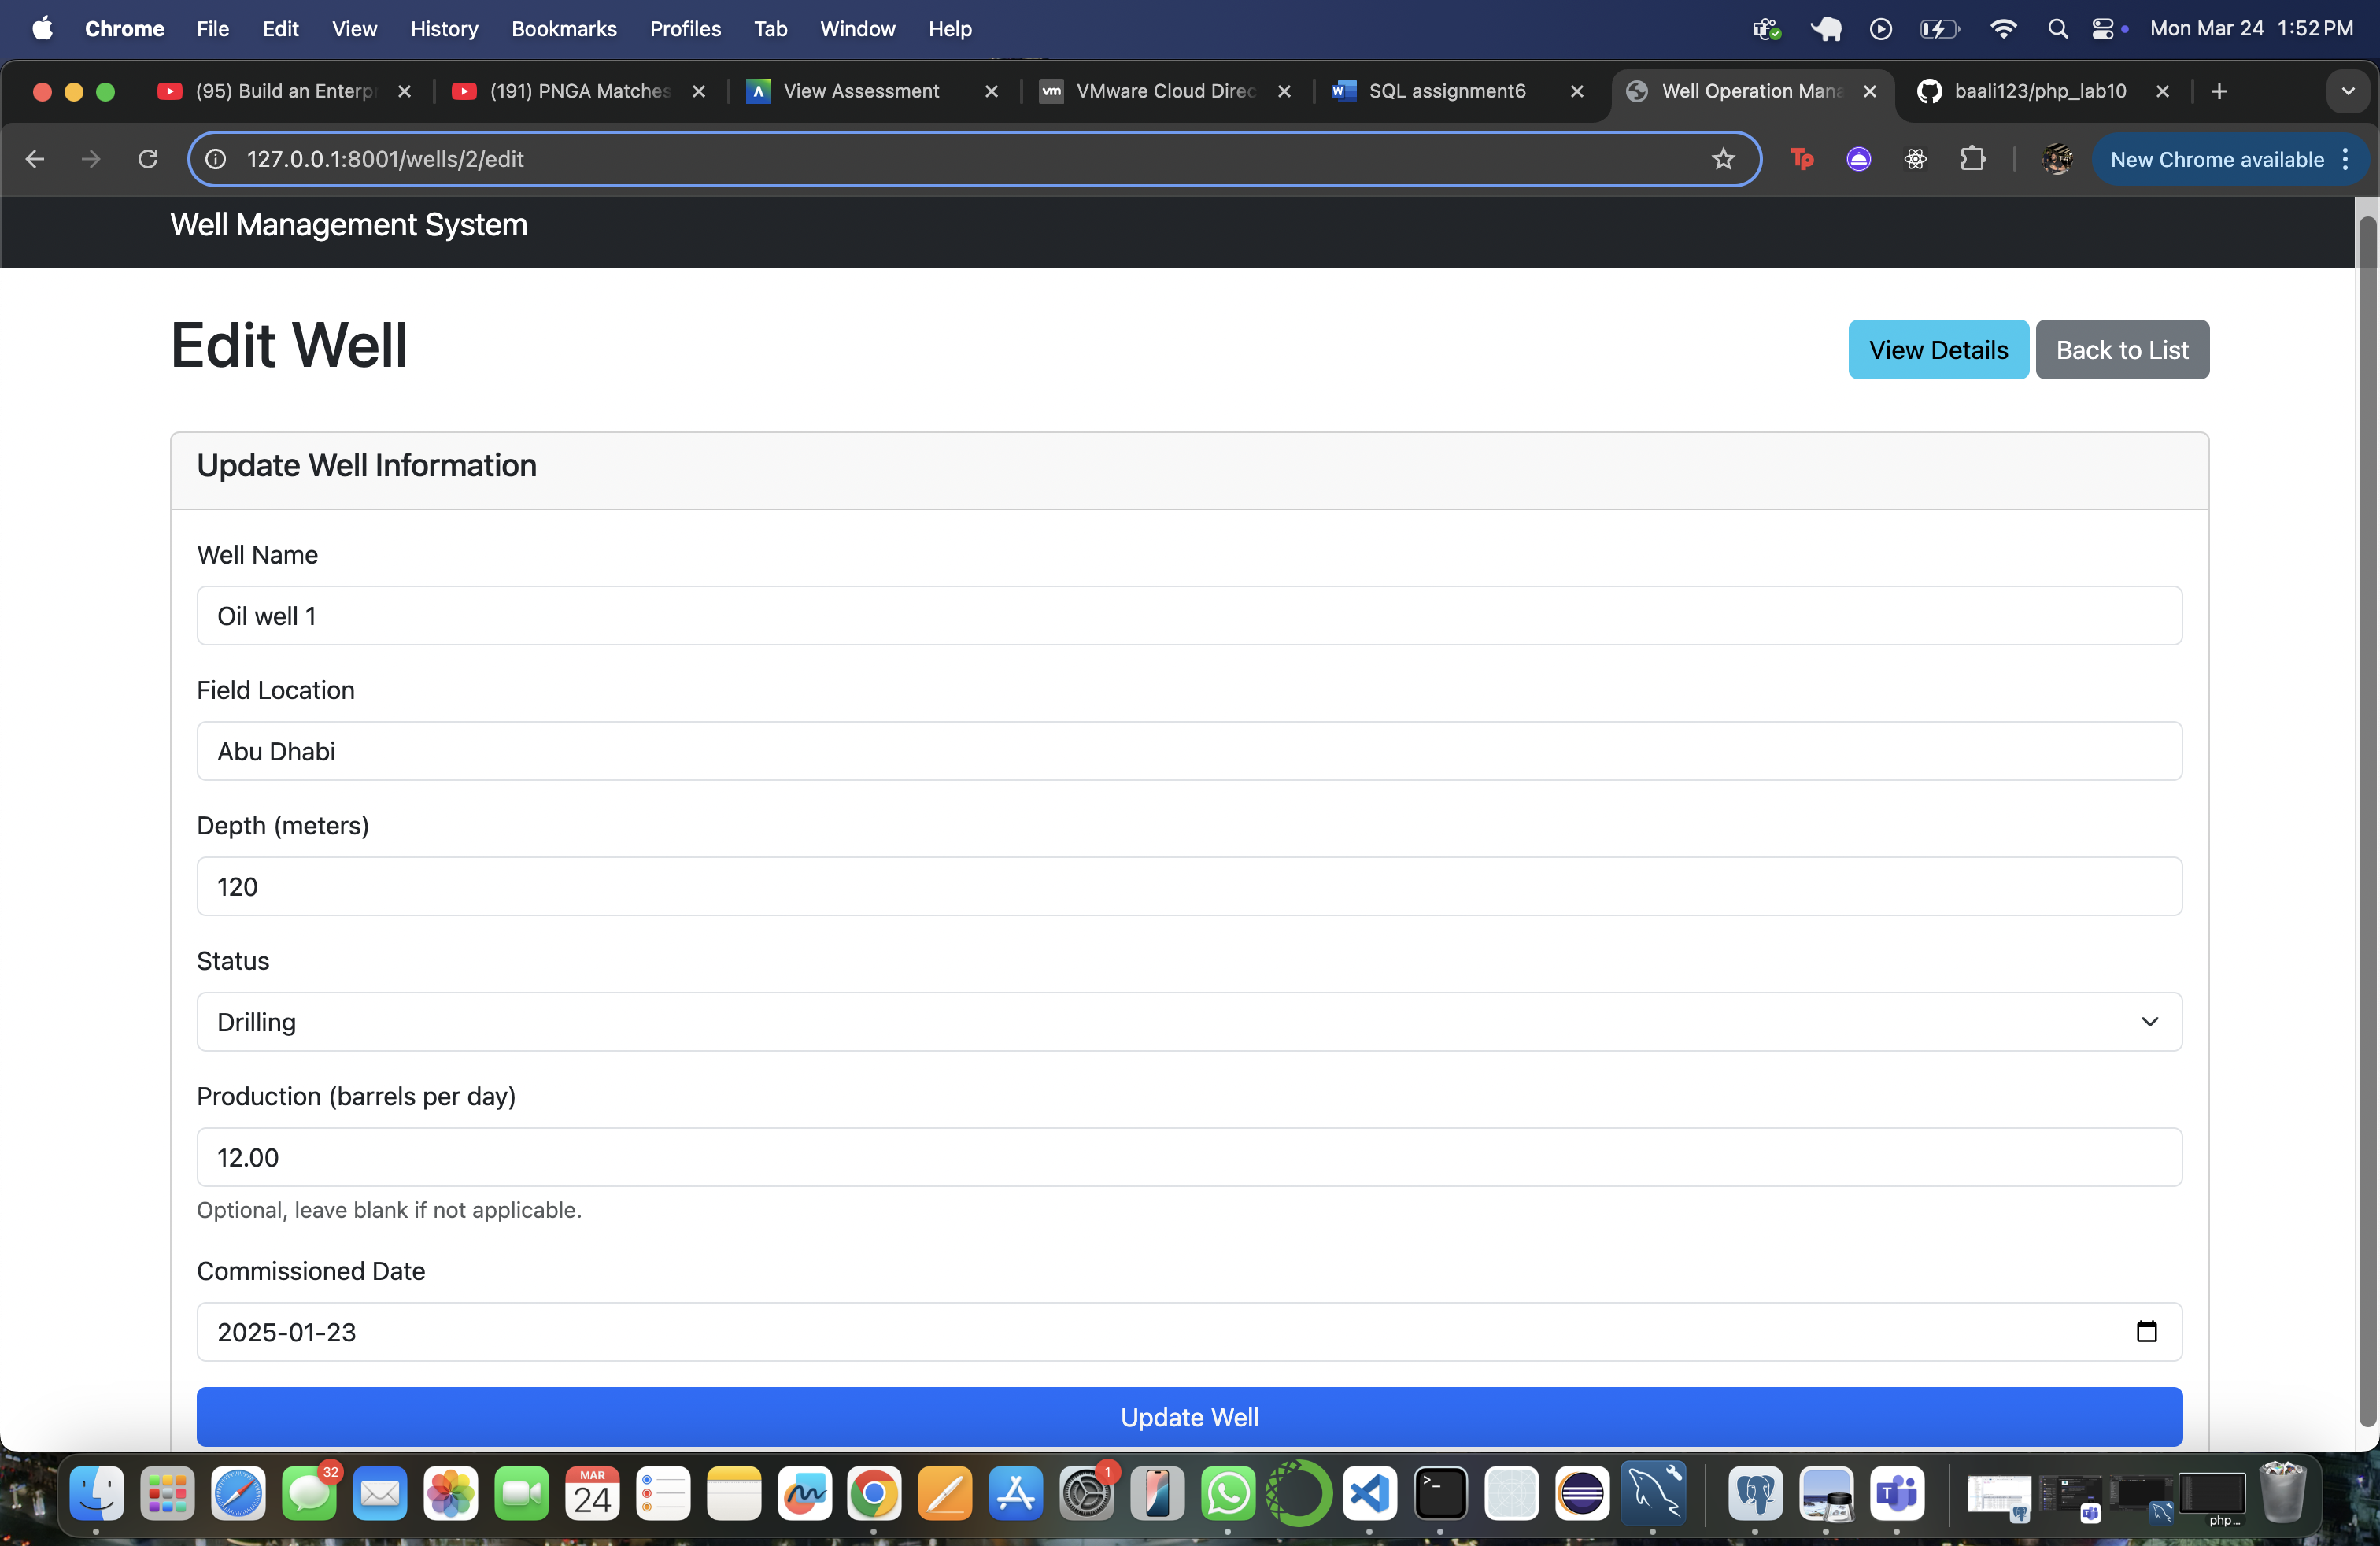 Chrome File Edit View History Bookmarks Profiles Tab Window Help Mon Mar 24 1:52 PM
(95) Build an Enterp (191) PNGA Matches View Assessment vm VMware Cloud Direc W SQL assignment6 Well Operation Mana baali123/php_lab10
127.0.0.1:8001/wells/2/edit Tp New Chrome available
Well Management System
Edit Well
View Details Back to List
Update Well Information
Well Name
Oil well 1
Field Location
Abu Dhabi
Depth (meters)
120
Status
Drilling
Production (barrels per day)
12.00
Optional, leave blank if not applicable.
Commissioned Date
2025-01-23
Update Well
32 MAR 24 1 php...